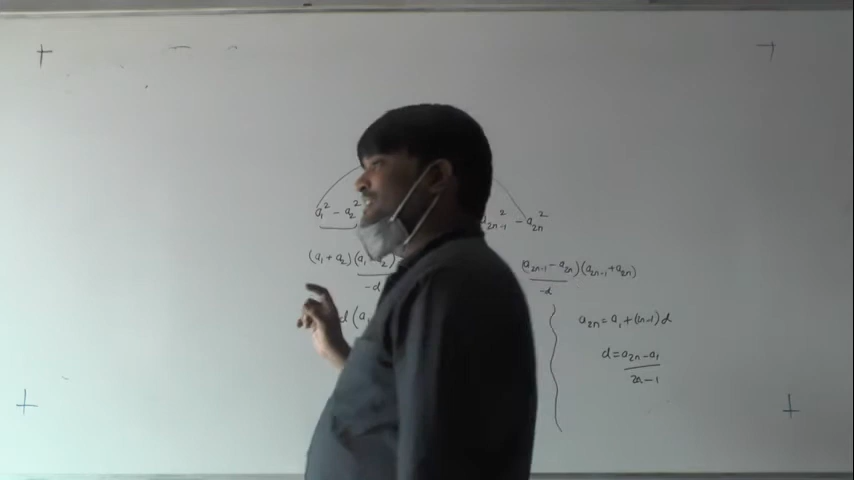 a₁² - a₂² a₂ₙ₋₁² - a₂ₙ²
(a₁ + a₂)(a₁ - a₂) (a₂ₙ₋₁ - a₂ₙ)(a₂ₙ₋₁ + a₂ₙ)
-d -d
d(a₁ a₂ₙ = a₁ + (2n-1)d
d = a₂ₙ - a₁
2n-1